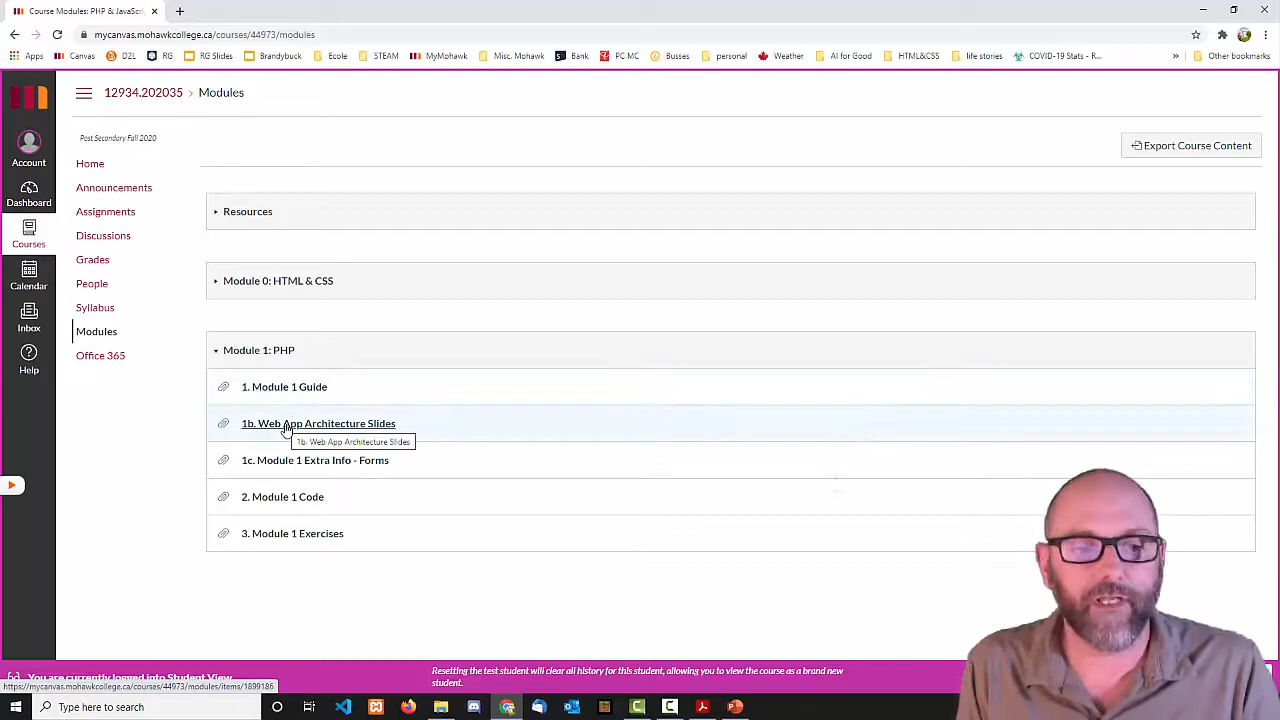 Course Modules: PHP & JavaScri
mycanvas.mohawkcollege.ca/courses/44973/modules
Apps Canvas D2L RG RG Slides Brandybuck Ecole STEAM MyMohawk Misc. Mohawk Bank PC MC Busses personal Weather AI for Good HTML&CSS life stories COVID-19 Stats - R... » Other bookmarks
12934.202035 › Modules
Post Secondary Fall 2020
Export Course Content
Account
Dashboard
Courses
Calendar
Inbox
Help
Home
Announcements
Assignments
Discussions
Grades
People
Syllabus
Modules
Office 365
Resources
Module 0: HTML & CSS
Module 1: PHP
1. Module 1 Guide
1b. Web App Architecture Slides
1b. Web App Architecture Slides
1c. Module 1 Extra Info - Forms
2. Module 1 Code
3. Module 1 Exercises
You are currently logged into Student View
Resetting the test student will clear all history for this student, allowing you to view the course as a brand new
student.
https://mycanvas.mohawkcollege.ca/courses/44973/modules/items/1899186
Type here to search